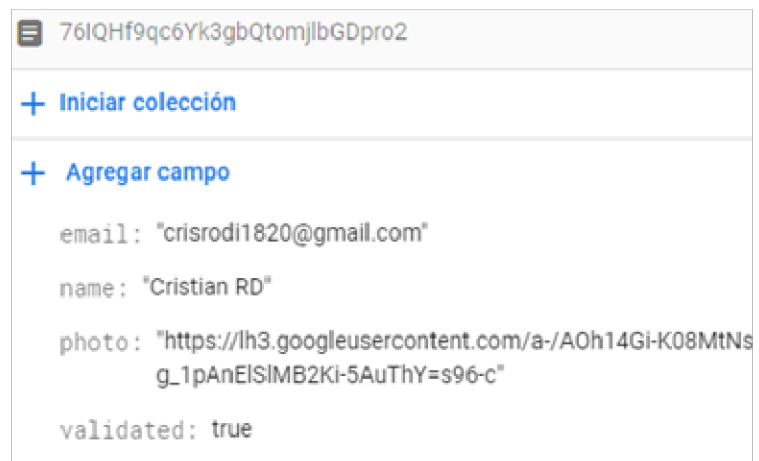 76IQHf9qc6Yk3gbQtomjlbGDpro2
+ Iniciar colección
+ Agregar campo
email: "crisrodi1820@gmail.com"
name: "Cristian RD"
photo: "https://lh3.googleusercontent.com/a-/AOh14Gi-K08MtNs
g_1pAnElSlMB2Ki-5AuThY=s96-c"
validated: true